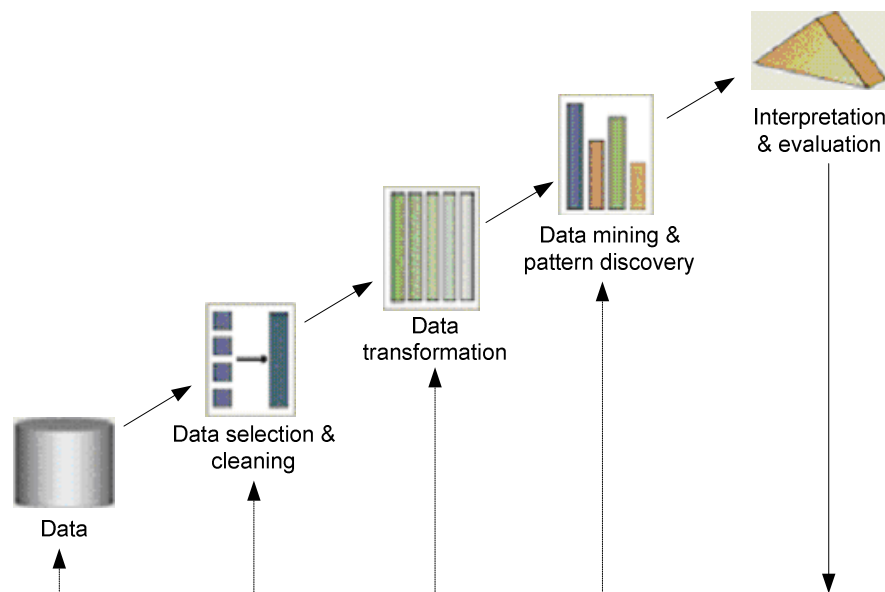 Data
Data selection &
cleaning
Data
transformation
Data mining &
pattern discovery
Interpretation
& evaluation